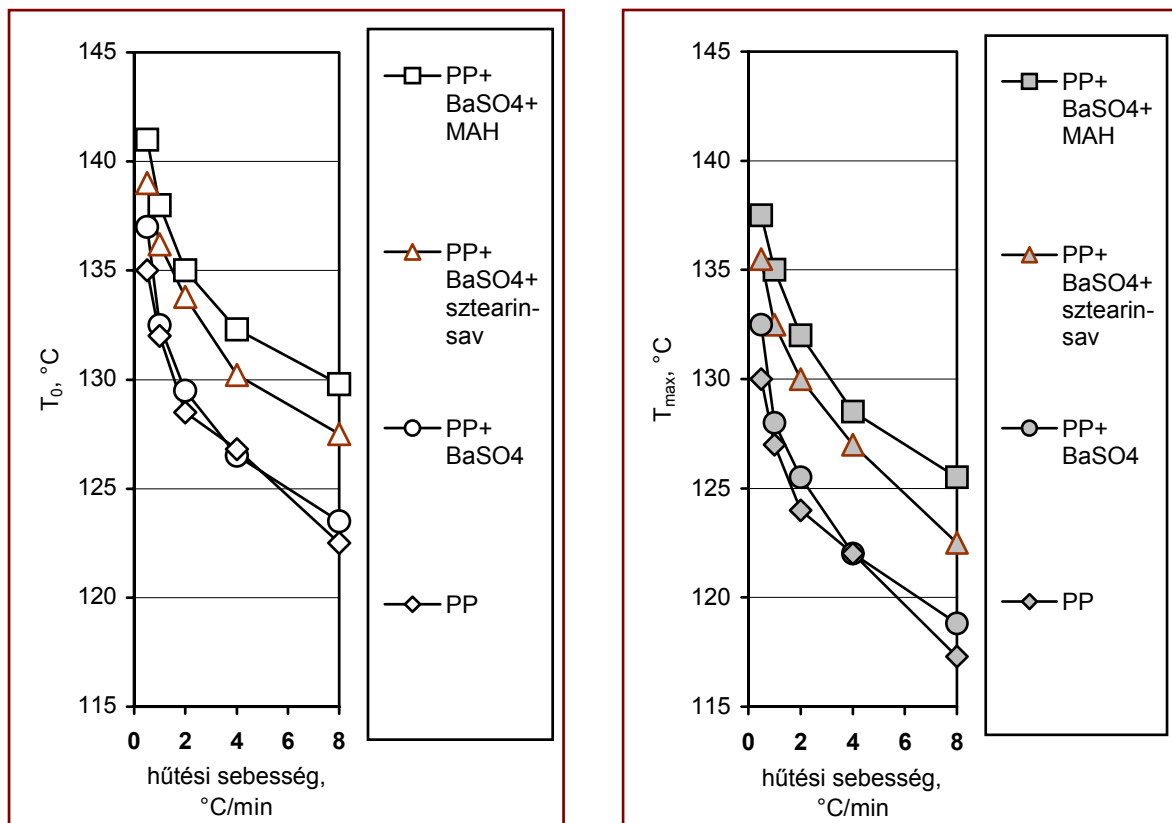 145
140
135
130
125
120
115
T0, °C
0 2 4 6 8
hűtési sebesség,
°C/min
PP+
BaSO4+
MAH
PP+
BaSO4+
sztearin-
sav
PP+
BaSO4
PP
145
140
135
130
125
120
115
Tmax, °C
0 2 4 6 8
hűtési sebesség,
°C/min
PP+
BaSO4+
MAH
PP+
BaSO4+
sztearin-
sav
PP+
BaSO4
PP